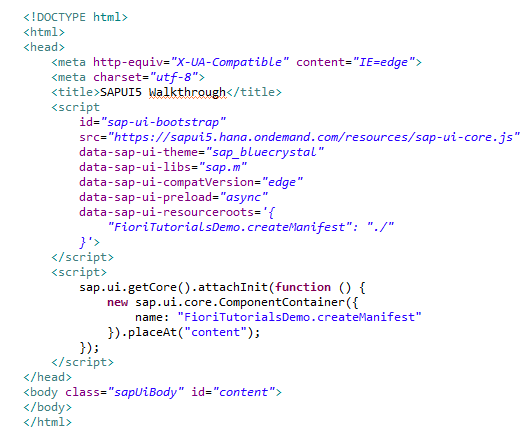 <!DOCTYPE html>
<html>
<head>
    <meta http-equiv="X-UA-Compatible" content="IE=edge">
    <meta charset="utf-8">
    <title>SAPUI5 Walkthrough</title>
    <script
        id="sap-ui-bootstrap"
        src="https://sapui5.hana.ondemand.com/resources/sap-ui-core.js"
        data-sap-ui-theme="sap_bluecrystal"
        data-sap-ui-libs="sap.m"
        data-sap-ui-compatVersion="edge"
        data-sap-ui-preload="async"
        data-sap-ui-resourceroots='{
            "FioriTutorialsDemo.createManifest": "./"
        }'>
    </script>
    <script>
        sap.ui.getCore().attachInit(function () {
            new sap.ui.core.ComponentContainer({
                name: "FioriTutorialsDemo.createManifest"
            }).placeAt("content");
        });
    </script>
</head>
<body class="sapUiBody" id="content">
</body>
</html>